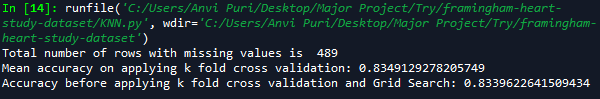 In [14]: runfile('C:/Users/Anvi Puri/Desktop/Major Project/Try/framingham-heart-
study-dataset/KNN.py', wdir='C:/Users/Anvi Puri/Desktop/Major Project/Try/framingham-
heart-study-dataset')
Total number of rows with missing values is  489
Mean accuracy on applying k fold cross validation: 0.8349129278205749
Accuracy before applying k fold cross validation and Grid Search: 0.8339622641509434